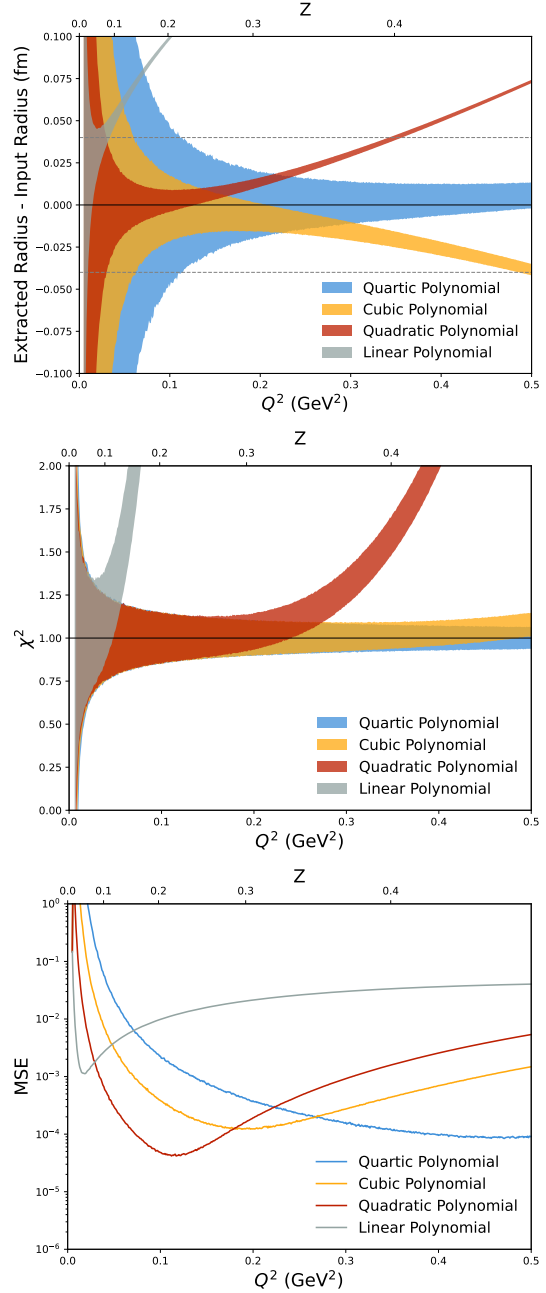 Z
0.0 0.1 0.2 0.3 0.4
0.100
0.075
0.050
0.025
0.000
−0.025
−0.050
−0.075
−0.100
Extracted Radius - Input Radius (fm)
Quartic Polynomial
Cubic Polynomial
Quadratic Polynomial
Linear Polynomial
0.0 0.1 0.2 0.3 0.4 0.5
Q² (GeV²)
Z
0.0 0.1 0.2 0.3 0.4
2.00
1.75
1.50
1.25
1.00
0.75
0.50
0.25
0.00
χ²
Quartic Polynomial
Cubic Polynomial
Quadratic Polynomial
Linear Polynomial
0.0 0.1 0.2 0.3 0.4 0.5
Q² (GeV²)
Z
0.0 0.1 0.2 0.3 0.4
10⁰
10⁻¹
10⁻²
10⁻³
10⁻⁴
10⁻⁵
10⁻⁶
MSE
Quartic Polynomial
Cubic Polynomial
Quadratic Polynomial
Linear Polynomial
0.0 0.1 0.2 0.3 0.4 0.5
Q² (GeV²)